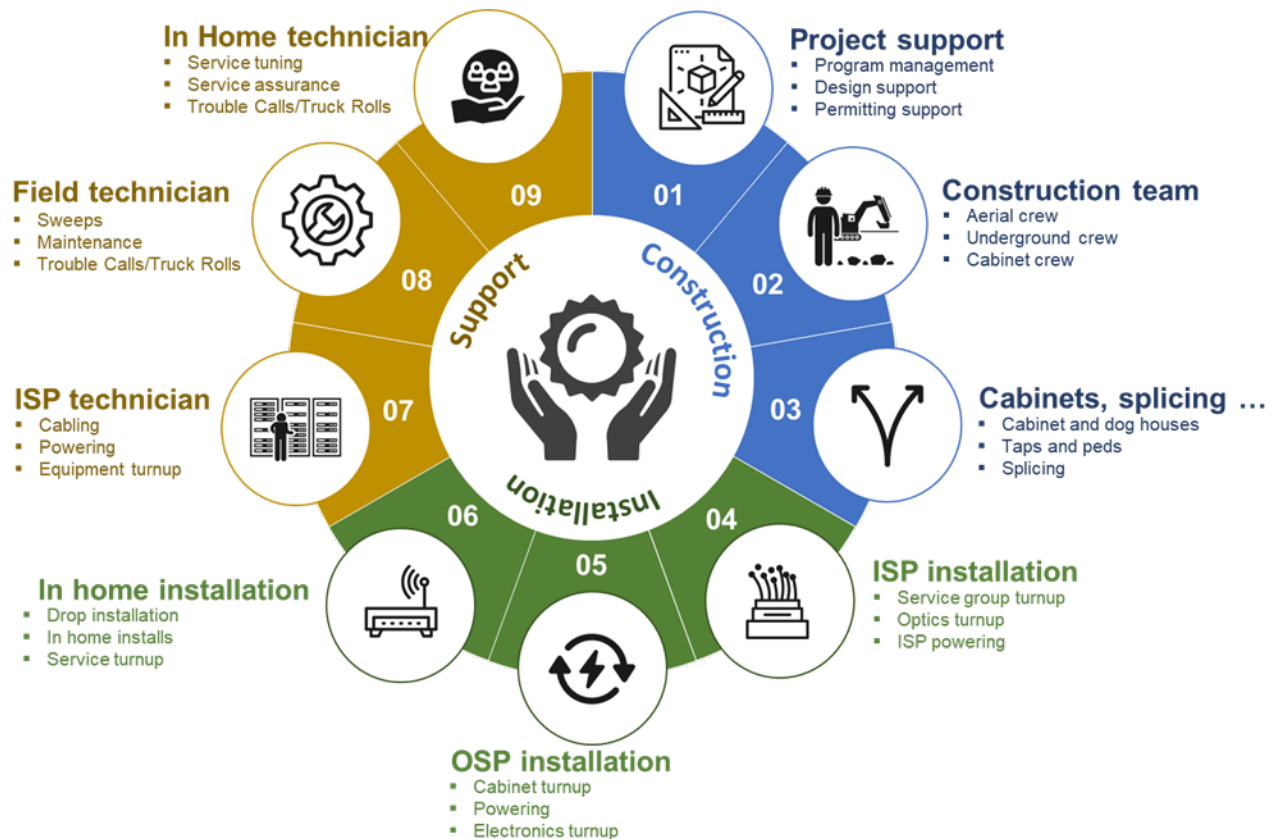 In Home technician
▪ Service tuning
▪ Service assurance
▪ Trouble Calls/Truck Rolls
Project support
▪ Program management
▪ Design support
▪ Permitting support
Field technician
▪ Sweeps
▪ Maintenance
▪ Trouble Calls/Truck Rolls
Construction team
▪ Aerial crew
▪ Underground crew
▪ Cabinet crew
ISP technician
▪ Cabling
▪ Powering
▪ Equipment turnup
Cabinets, splicing ...
▪ Cabinet and dog houses
▪ Taps and peds
▪ Splicing
In home installation
▪ Drop installation
▪ In home installs
▪ Service turnup
ISP installation
▪ Service group turnup
▪ Optics turnup
▪ ISP powering
OSP installation
▪ Cabinet turnup
▪ Powering
▪ Electronics turnup
01
02
03
04
05
06
07
08
09
Construction
Installation
Support